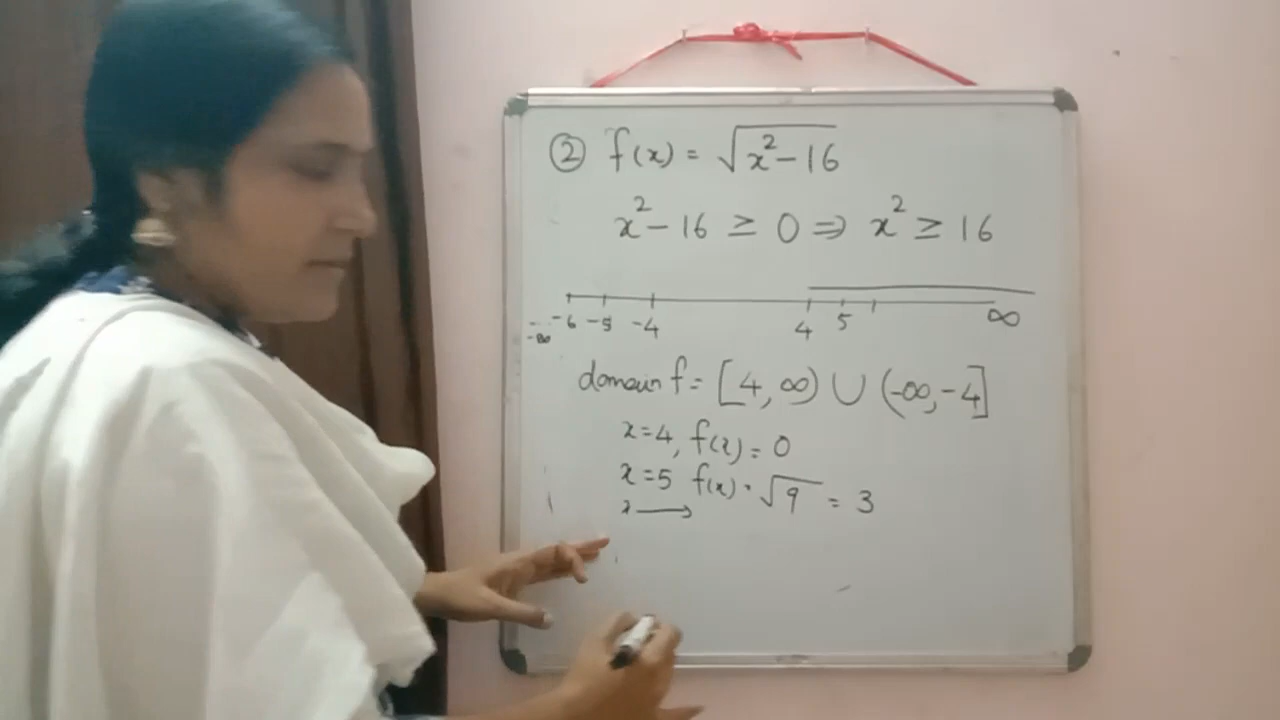 ② f(x) = √x²-16
x²-16 ≥ 0 ⇒ x² ≥ 16
-∞ -6 -5 -4 4 5 ∞
domain f = [4, ∞) ∪ (-∞, -4]
x=4, f(x) = 0
x=5 f(x) = √9 = 3
x ⟶